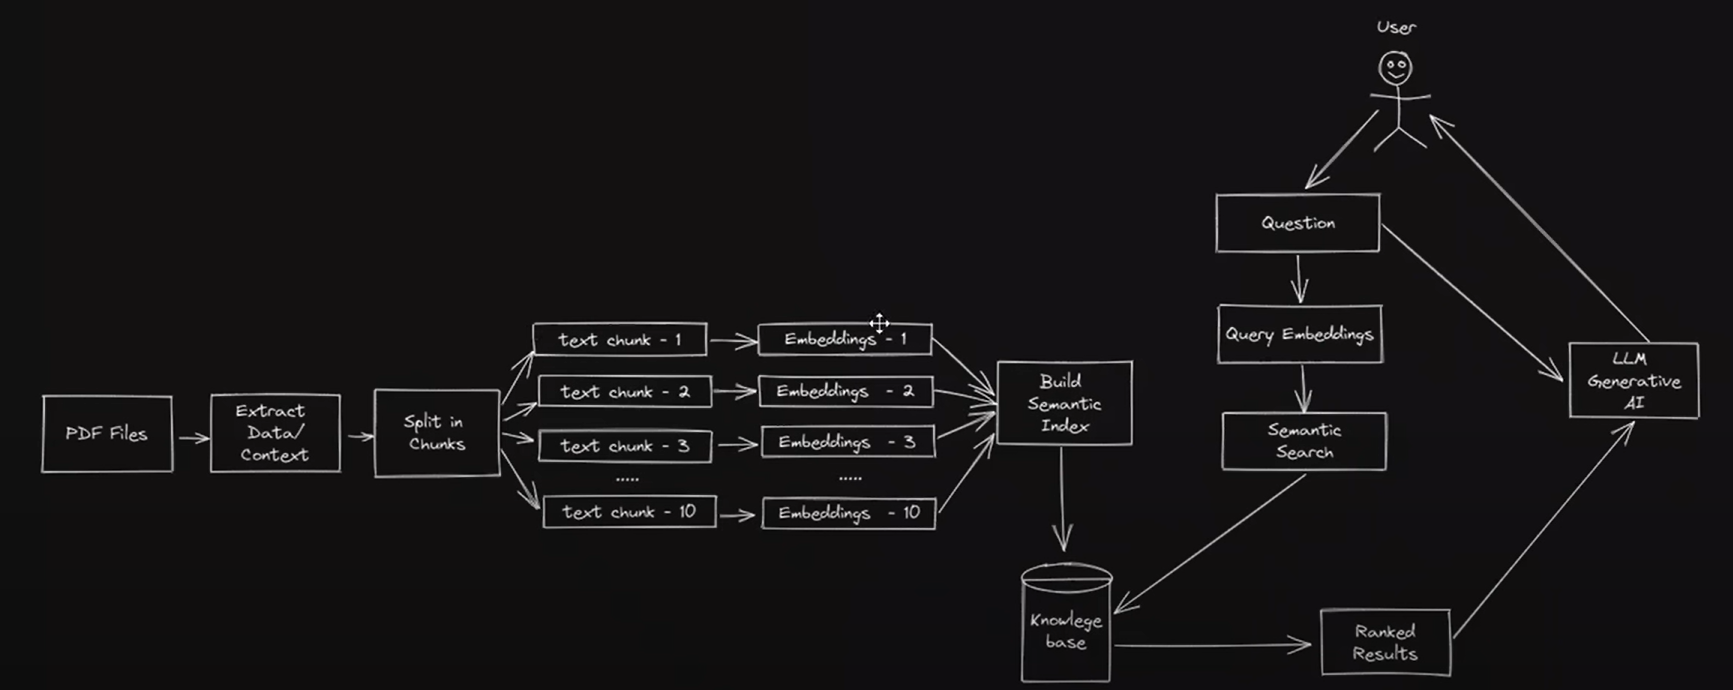 User
Question
Query Embeddings
Semantic
Search
LLM
Generative
AI
PDF Files
Extract
Data/
Context
Split in
Chunks
text chunk - 1
text chunk - 2
text chunk - 3
.....
text chunk - 10
Embeddings - 1
Embeddings - 2
Embeddings - 3
.....
Embeddings - 10
Build
Semantic
Index
Knowlege
base
Ranked
Results